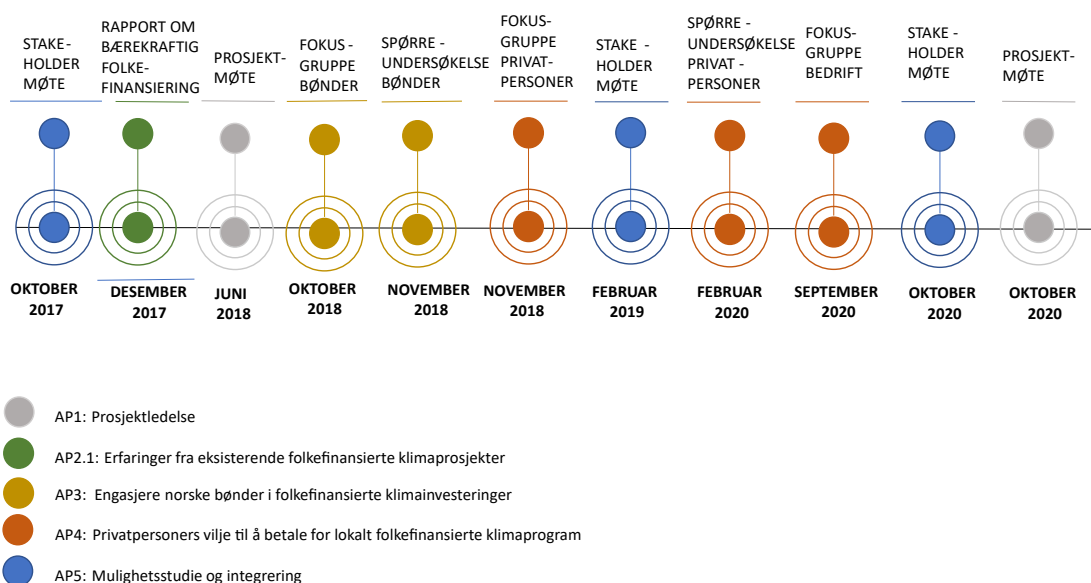 STAKE-
HOLDER
MØTE
RAPPORT OM
BÆREKRAFTIG
FOLKE-
FINANSIERING
PROSJEKT-
MØTE
FOKUS -
GRUPPE
BØNDER
SPØRRE -
UNDERSØKELSE
BØNDER
FOKUS-
GRUPPE
PRIVAT-
PERSONER
STAKE -
HOLDER
MØTE
SPØRRE -
UNDERSØKELSE
PRIVAT -
PERSONER
FOKUS-
GRUPPE
BEDRIFT
STAKE -
HOLDER
MØTE
PROSJEKT-
MØTE
OKTOBER
2017
DESEMBER
2017
JUNI
2018
OKTOBER
2018
NOVEMBER
2018
NOVEMBER
2018
FEBRUAR
2019
FEBRUAR
2020
SEPTEMBER
2020
OKTOBER
2020
OKTOBER
2020
AP1: Prosjektledelse
AP2.1: Erfaringer fra eksisterende folkefinansierte klimaprosjekter
AP3: Engasjere norske bønder i folkefinansierte klimainvesteringer
AP4: Privatpersoners vilje til å betale for lokalt folkefinansierte klimaprogram
AP5: Mulighetsstudie og integrering